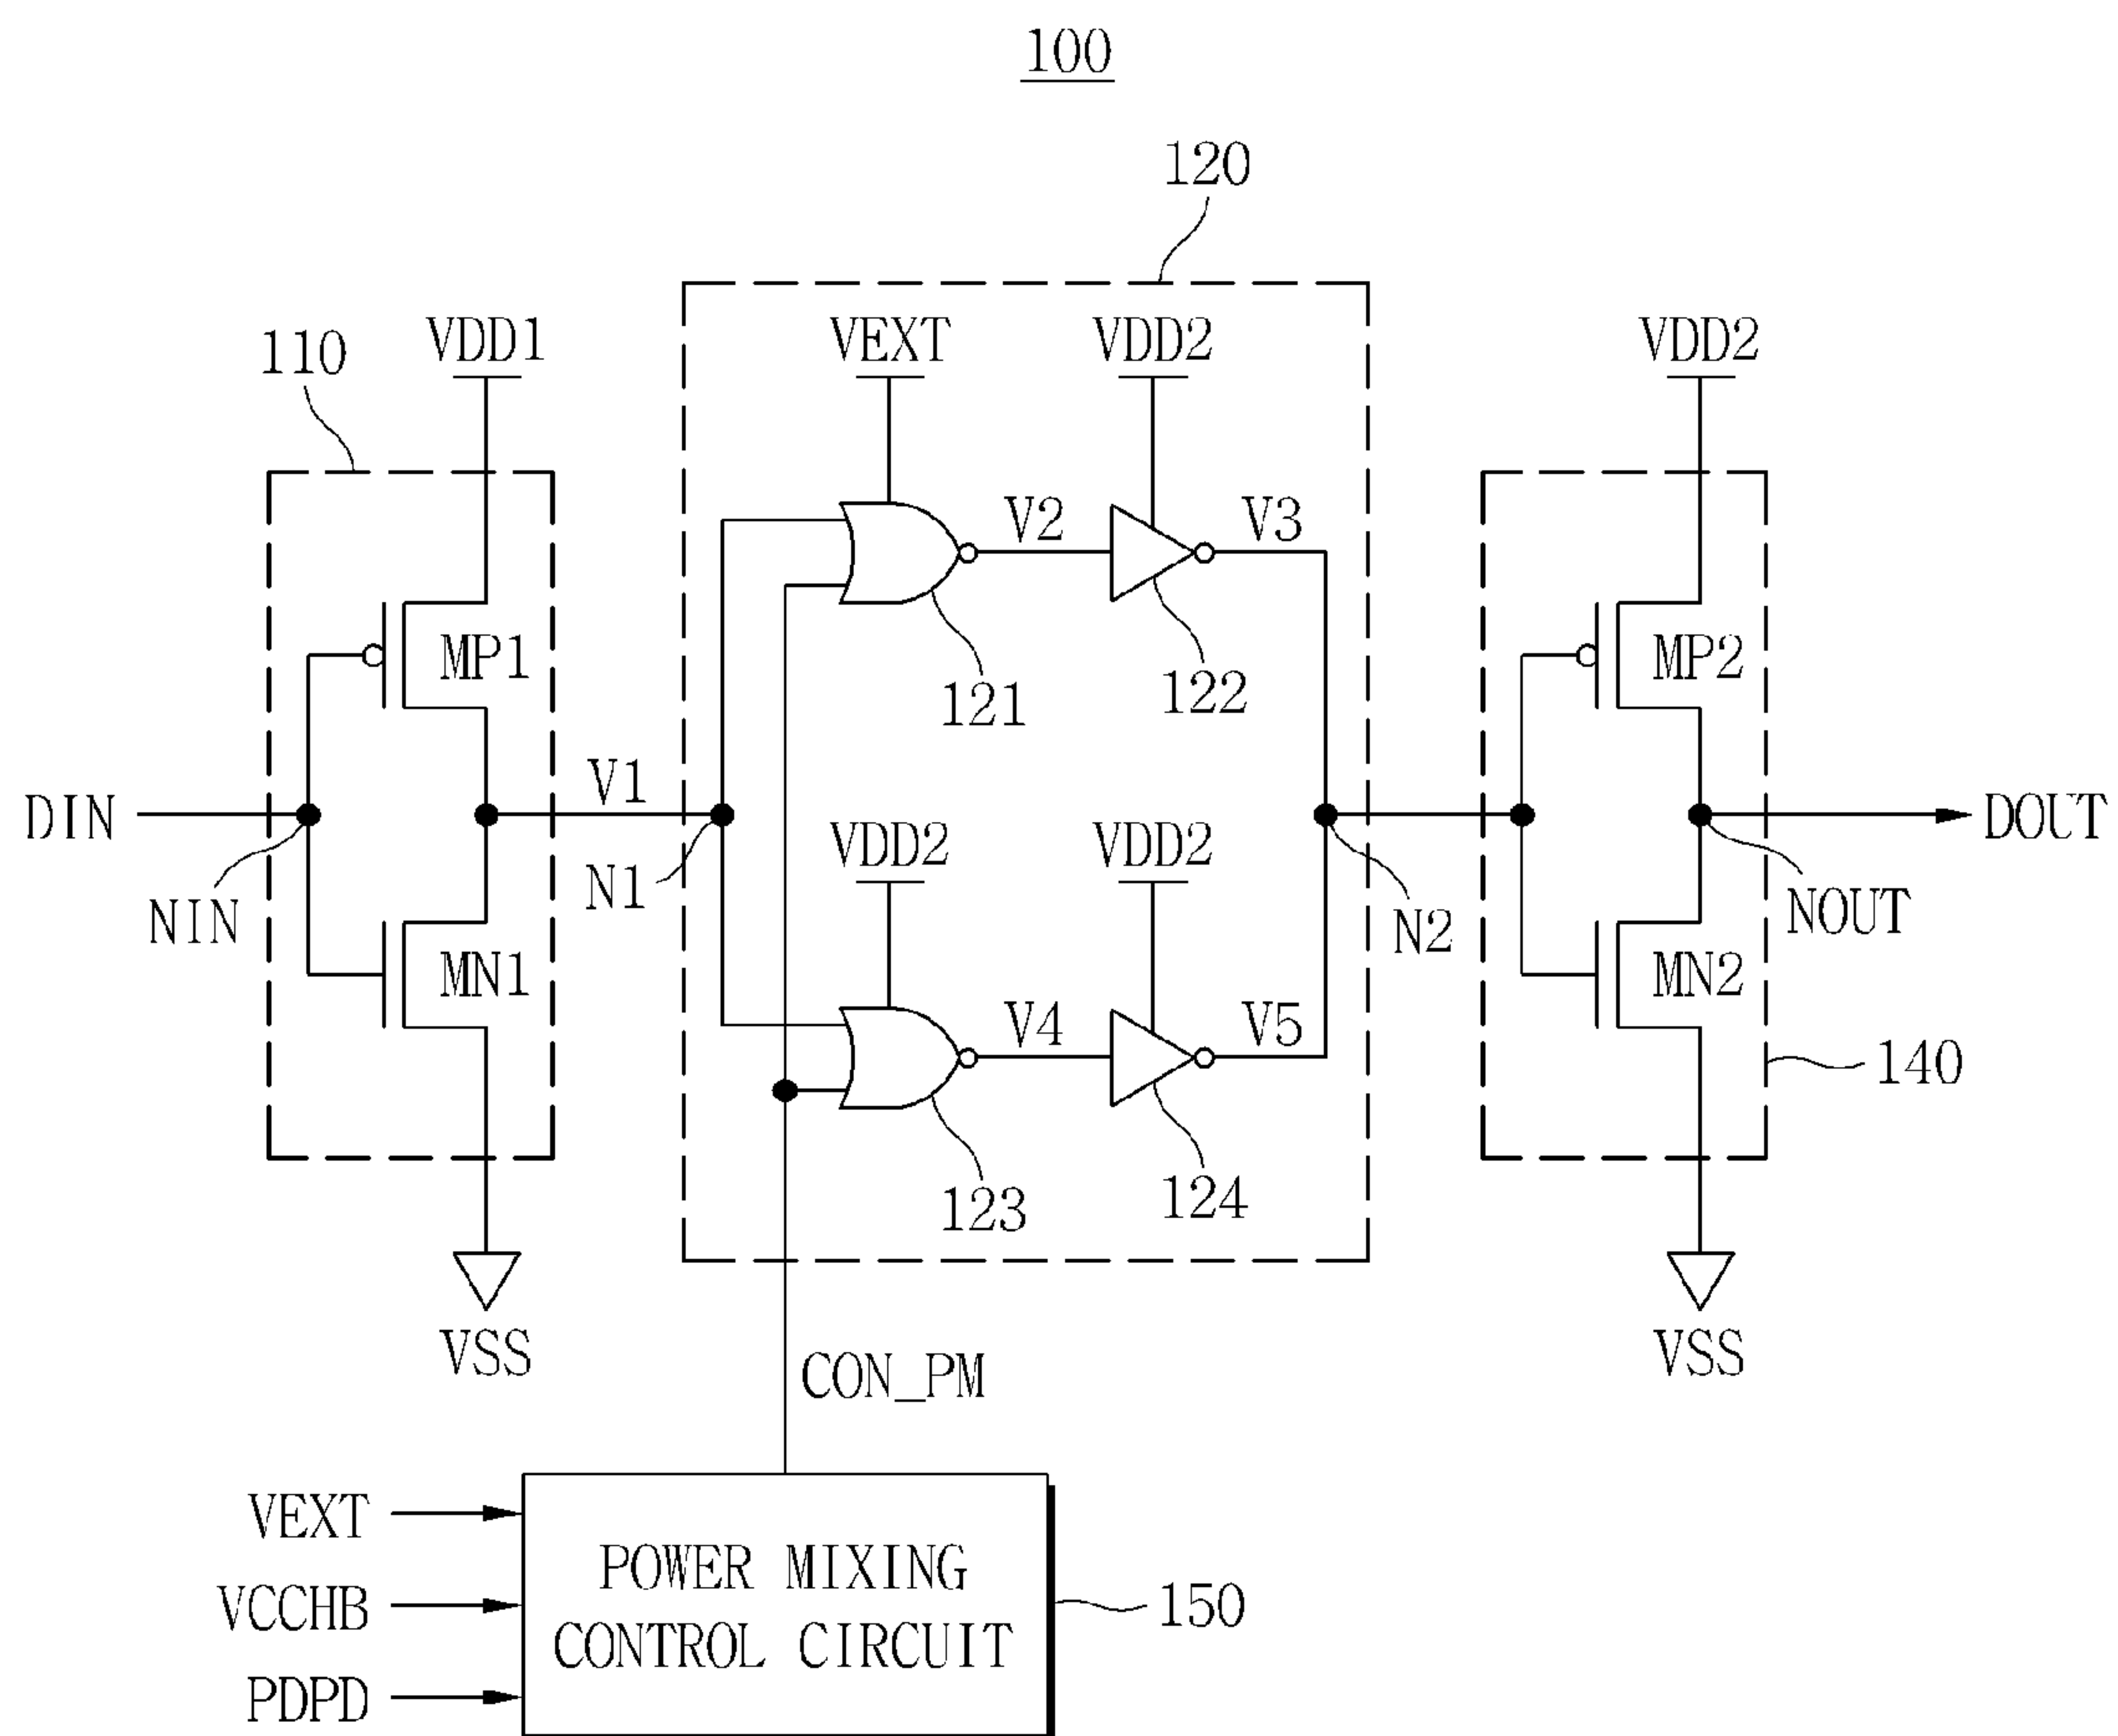 100
120
110
VDD1
VEXT
VDD2
VDD2
V2
V3
MP1
MP2
121
122
DIN
V1
DOUT
VDD2
VDD2
N1
NIN
N2
NOUT
MN1
V4
V5
MN2
140
123
124
VSS
VSS
CON_PM
VEXT
VCCHB
PDPD
POWER MIXING
CONTROL CIRCUIT
150